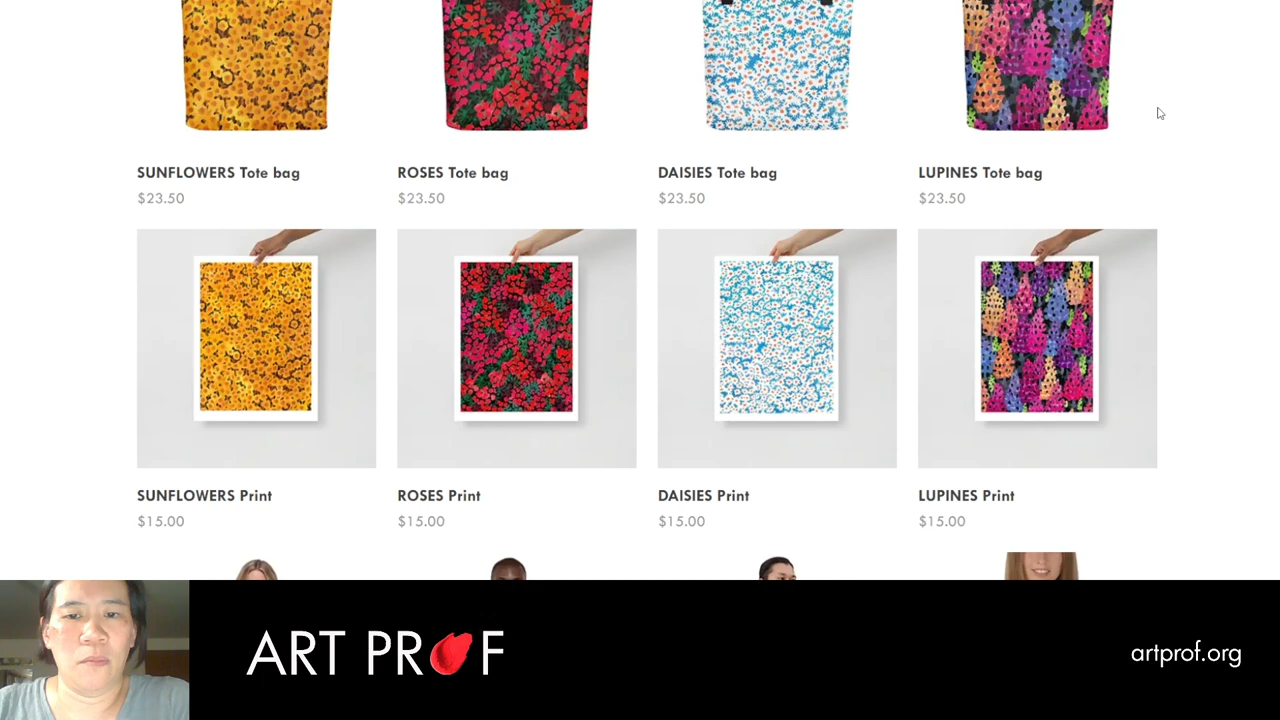 SUNFLOWERS Tote bag
$23.50
ROSES Tote bag
$23.50
DAISIES Tote bag
$23.50
LUPINES Tote bag
$23.50
SUNFLOWERS Print
$15.00
ROSES Print
$15.00
DAISIES Print
$15.00
LUPINES Print
$15.00
ART PROF
artprof.org